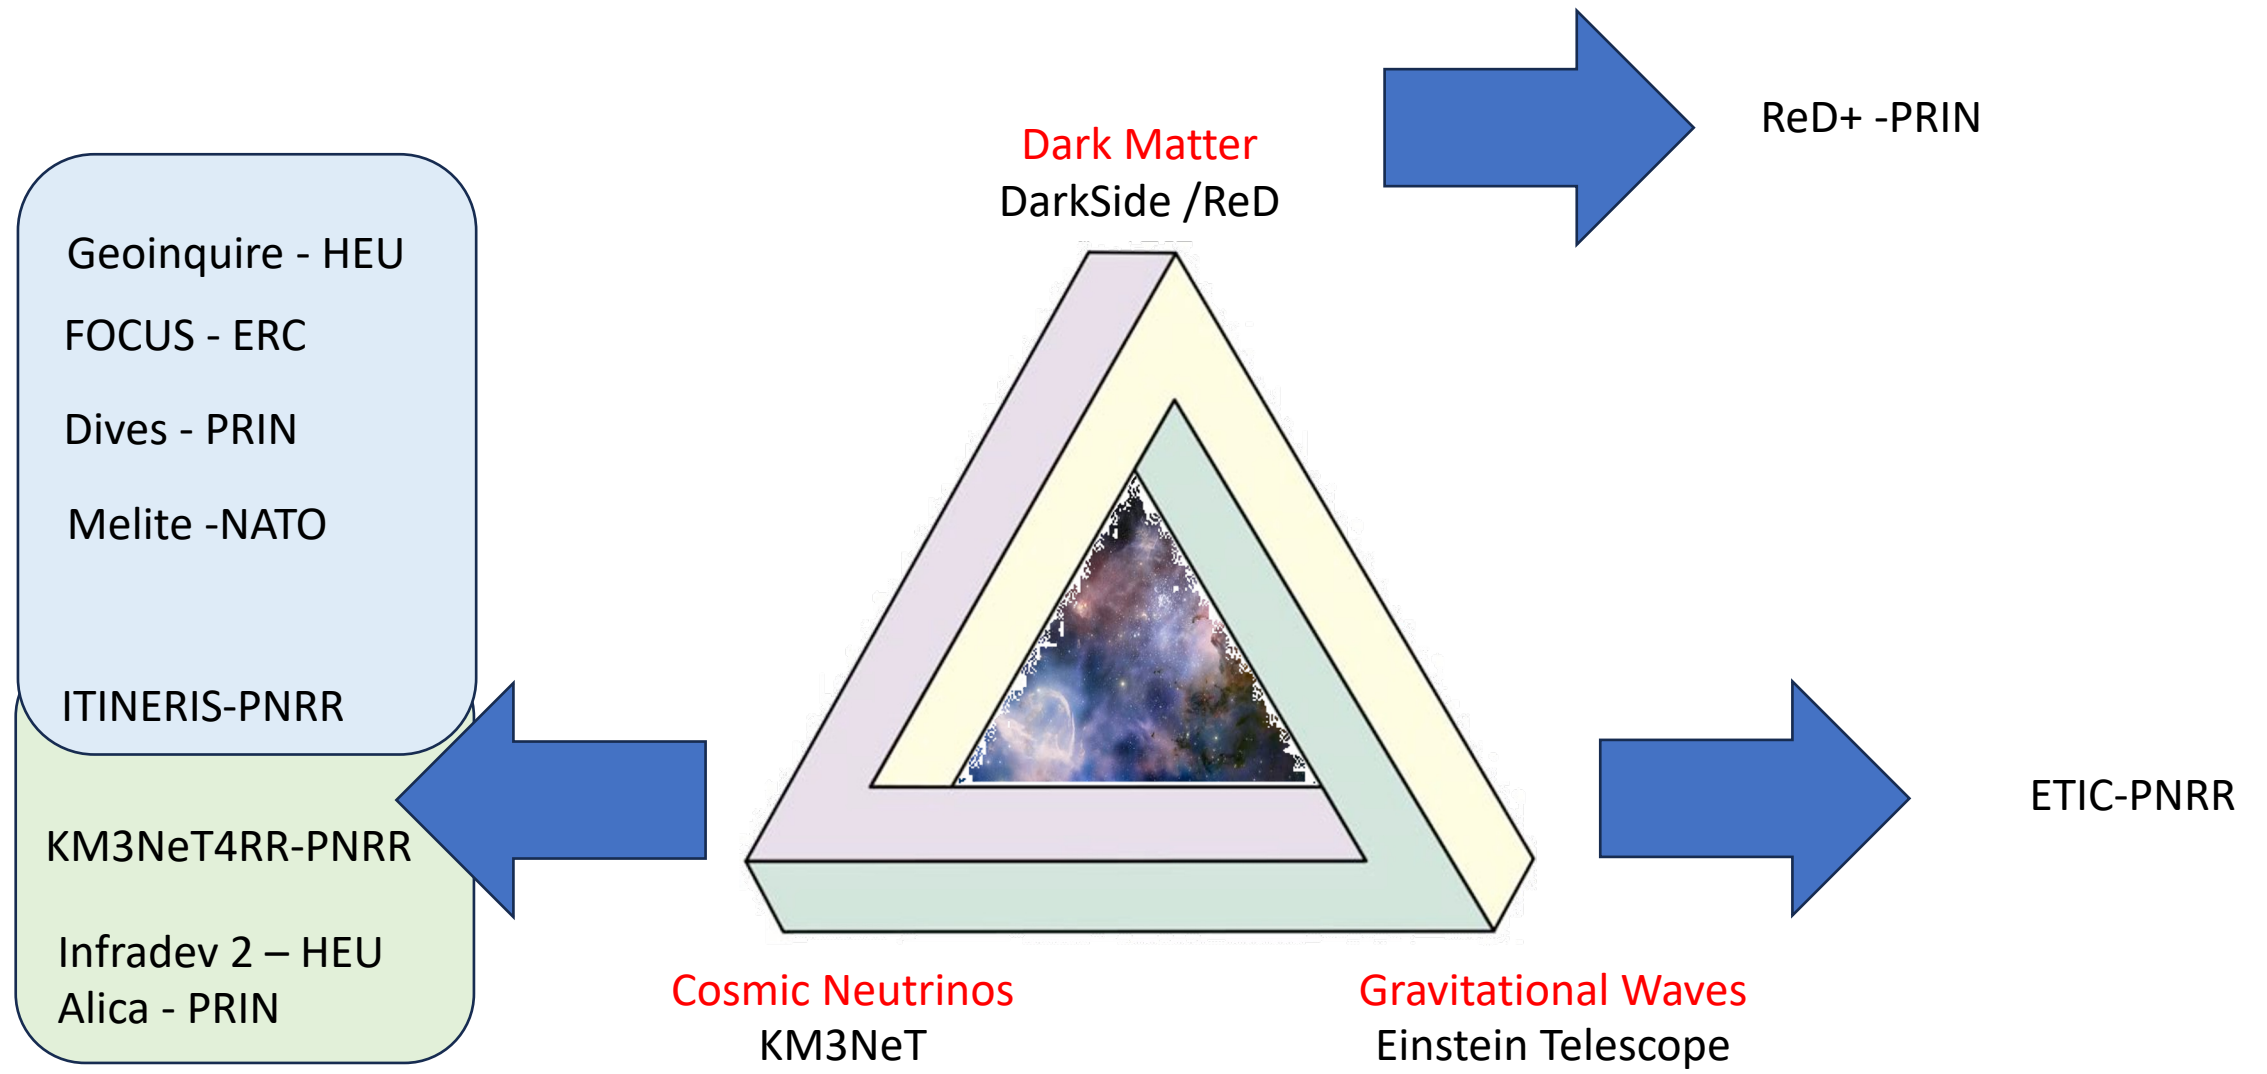 ReD+ -PRIN
Dark Matter
DarkSide /ReD
Geoinquire - HEU
FOCUS - ERC
Dives - PRIN
Melite -NATO
ITINERIS-PNRR
KM3NeT4RR-PNRR
Infradev 2 – HEU
Alica - PRIN
ETIC-PNRR
Cosmic Neutrinos
KM3NeT
Gravitational Waves
Einstein Telescope